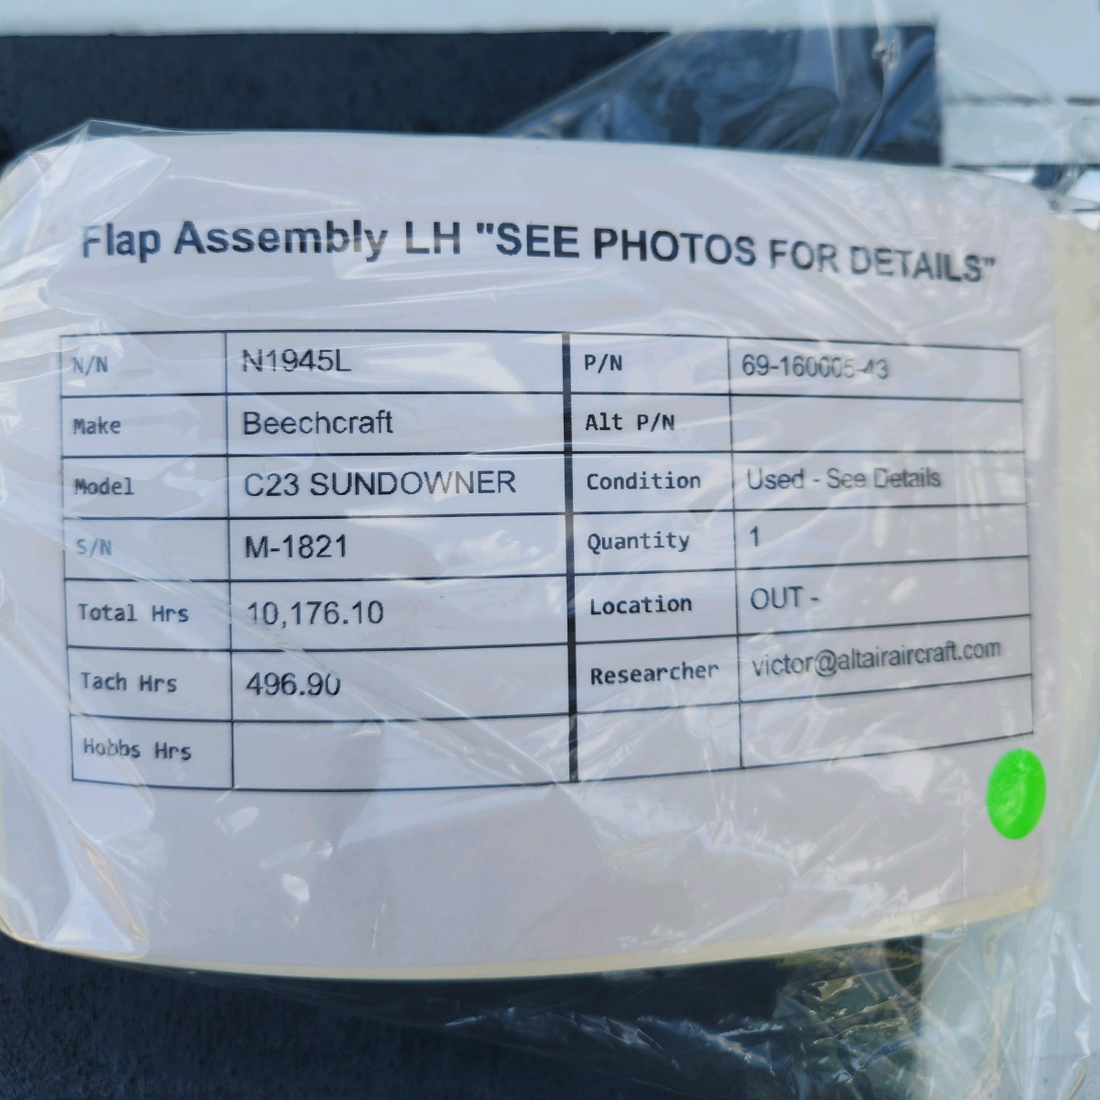 Flap Assembly LH "SEE PHOTOS FOR DETAILS"
N/N N1945L P/N 69-160005-43
Make Beechcraft Alt P/N
Model C23 SUNDOWNER Condition Used - See Details
S/N M-1821 Quantity 1
Total Hrs 10,176.10 Location OUT -
Tach Hrs 496.90 Researcher victor@altairaircraft.com
Hobbs Hrs